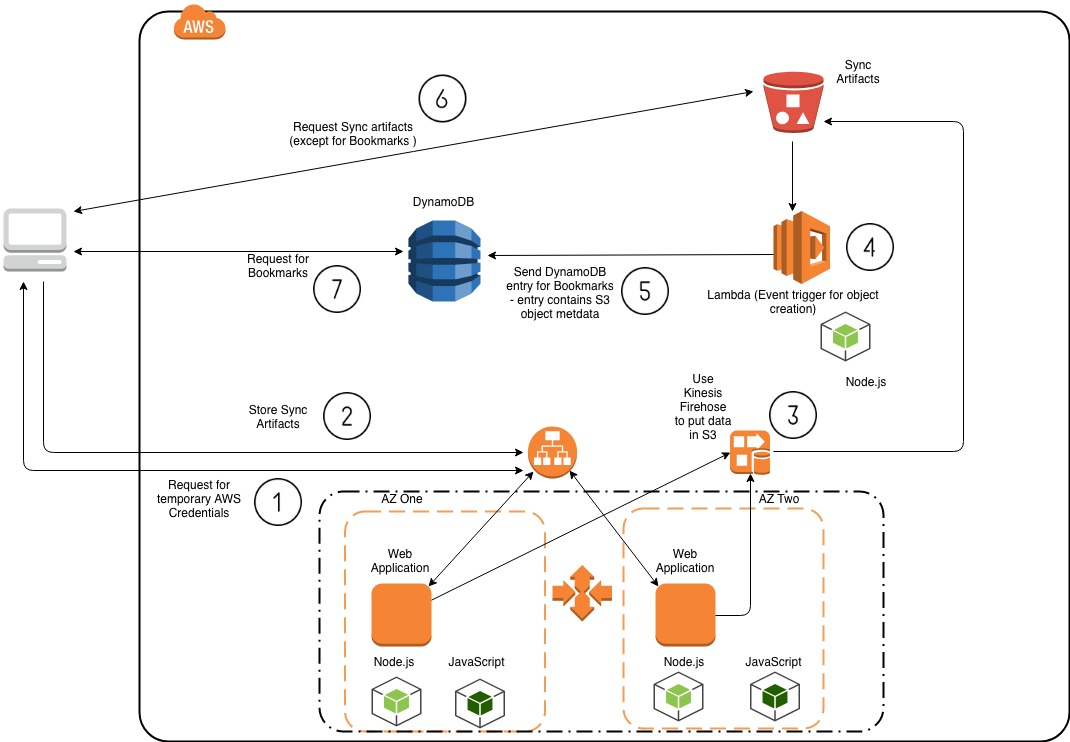 AWS
Sync
Artifacts
6
Request Sync artifacts
(except for Bookmarks )
DynamoDB
4
Request for
Bookmarks
7
Send DynamoDB
entry for Bookmarks
- entry contains S3
object metdata
5
Lambda (Event trigger for object
creation)
Node.js
Use
Kinesis
Firehose
to put data
in S3
3
Store Sync
Artifacts
2
Request for
temporary AWS
Credentials
1
AZ One
AZ Two
Web
Application
Web
Application
Node.js
JavaScript
Node.js
JavaScript